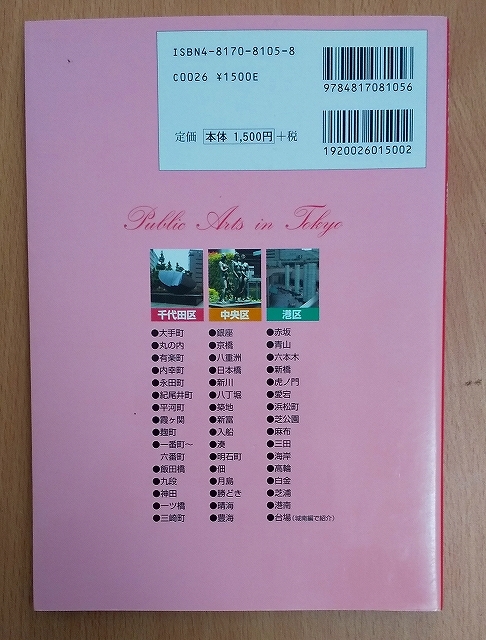 ISBN4-8170-8105-8
C0026 ¥1500E
定価 本体 1,500円 +税
9784817081056
1920026015002
Public Arts in Tokyo
千代田区
●大手町
●丸の内
●有楽町
●内幸町
●永田町
●紀尾井町
●平河町
●霞ヶ関
●麹町
●一番町〜
六番町
●飯田橋
●九段
●神田
●一ツ橋
●三崎町
中央区
●銀座
●京橋
●八重洲
●日本橋
●新川
●八丁堀
●築地
●新富
●入船
●湊
●明石町
●佃
●月島
●勝どき
●晴海
●豊海
港区
●赤坂
●青山
●六本木
●新橋
●虎ノ門
●愛宕
●浜松町
●芝公園
●麻布
●三田
●海岸
●高輪
●白金
●芝浦
●港南
●台場(城南編で紹介)